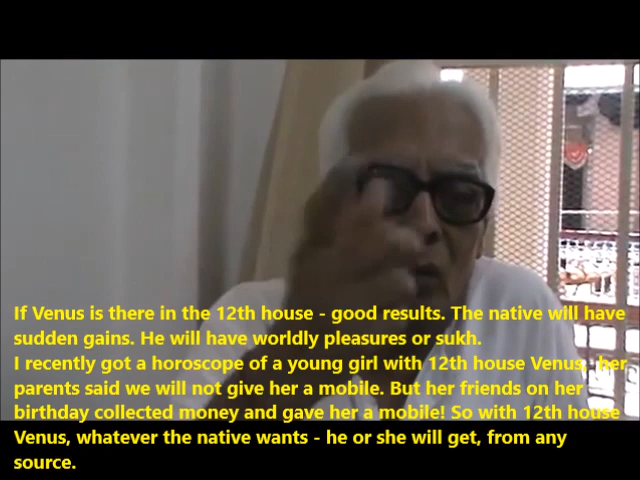 If Venus is there in the 12th house - good results. The native will have
sudden gains. He will have worldly pleasures or sukh.
I recently got a horoscope of a young girl with 12th house Venus, her
parents said we will not give her a mobile. But her friends on her
birthday collected money and gave her a mobile! So with 12th house
Venus, whatever the native wants - he or she will get, from any
source.